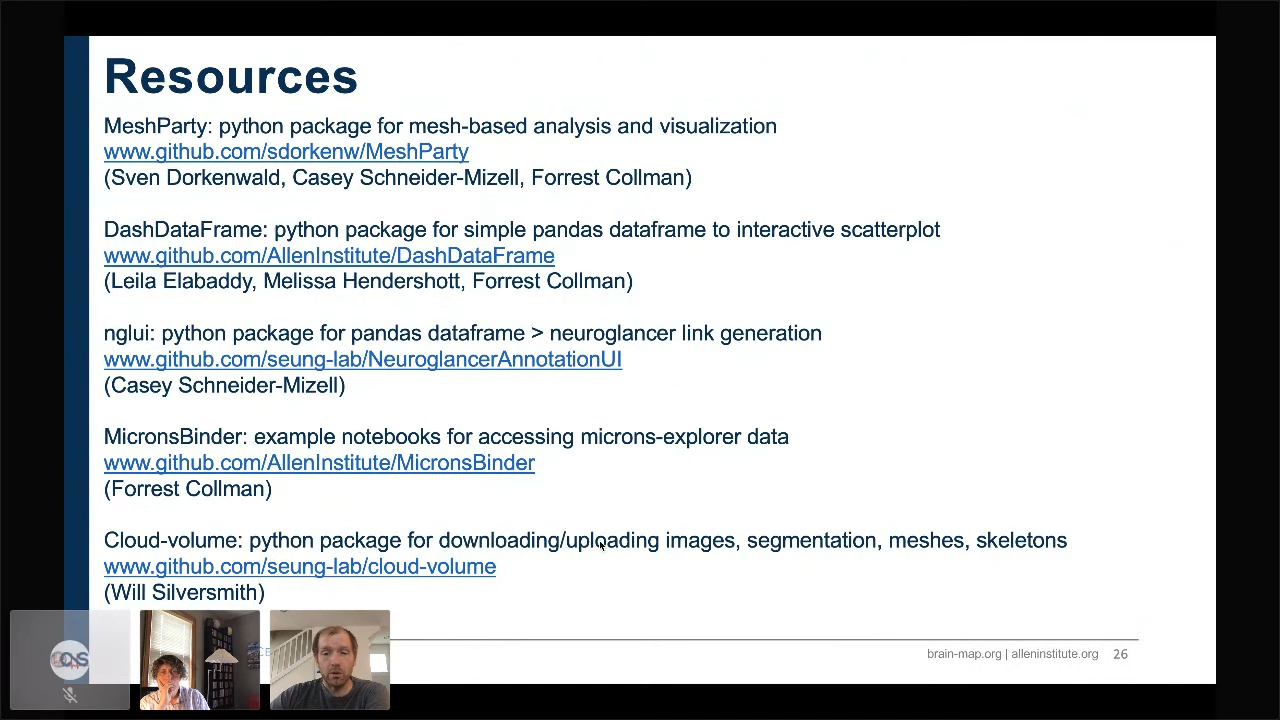 Resources
MeshParty: python package for mesh-based analysis and visualization
www.github.com/sdorkenw/MeshParty
(Sven Dorkenwald, Casey Schneider-Mizell, Forrest Collman)
DashDataFrame: python package for simple pandas dataframe to interactive scatterplot
www.github.com/AllenInstitute/DashDataFrame
(Leila Elabaddy, Melissa Hendershott, Forrest Collman)
nglui: python package for pandas dataframe > neuroglancer link generation
www.github.com/seung-lab/NeuroglancerAnnotationUI
(Casey Schneider-Mizell)
MicronsBinder: example notebooks for accessing microns-explorer data
www.github.com/AllenInstitute/MicronsBinder
(Forrest Collman)
Cloud-volume: python package for downloading/uploading images, segmentation, meshes, skeletons
www.github.com/seung-lab/cloud-volume
(Will Silversmith)
brain-map.org | alleninstitute.org 26